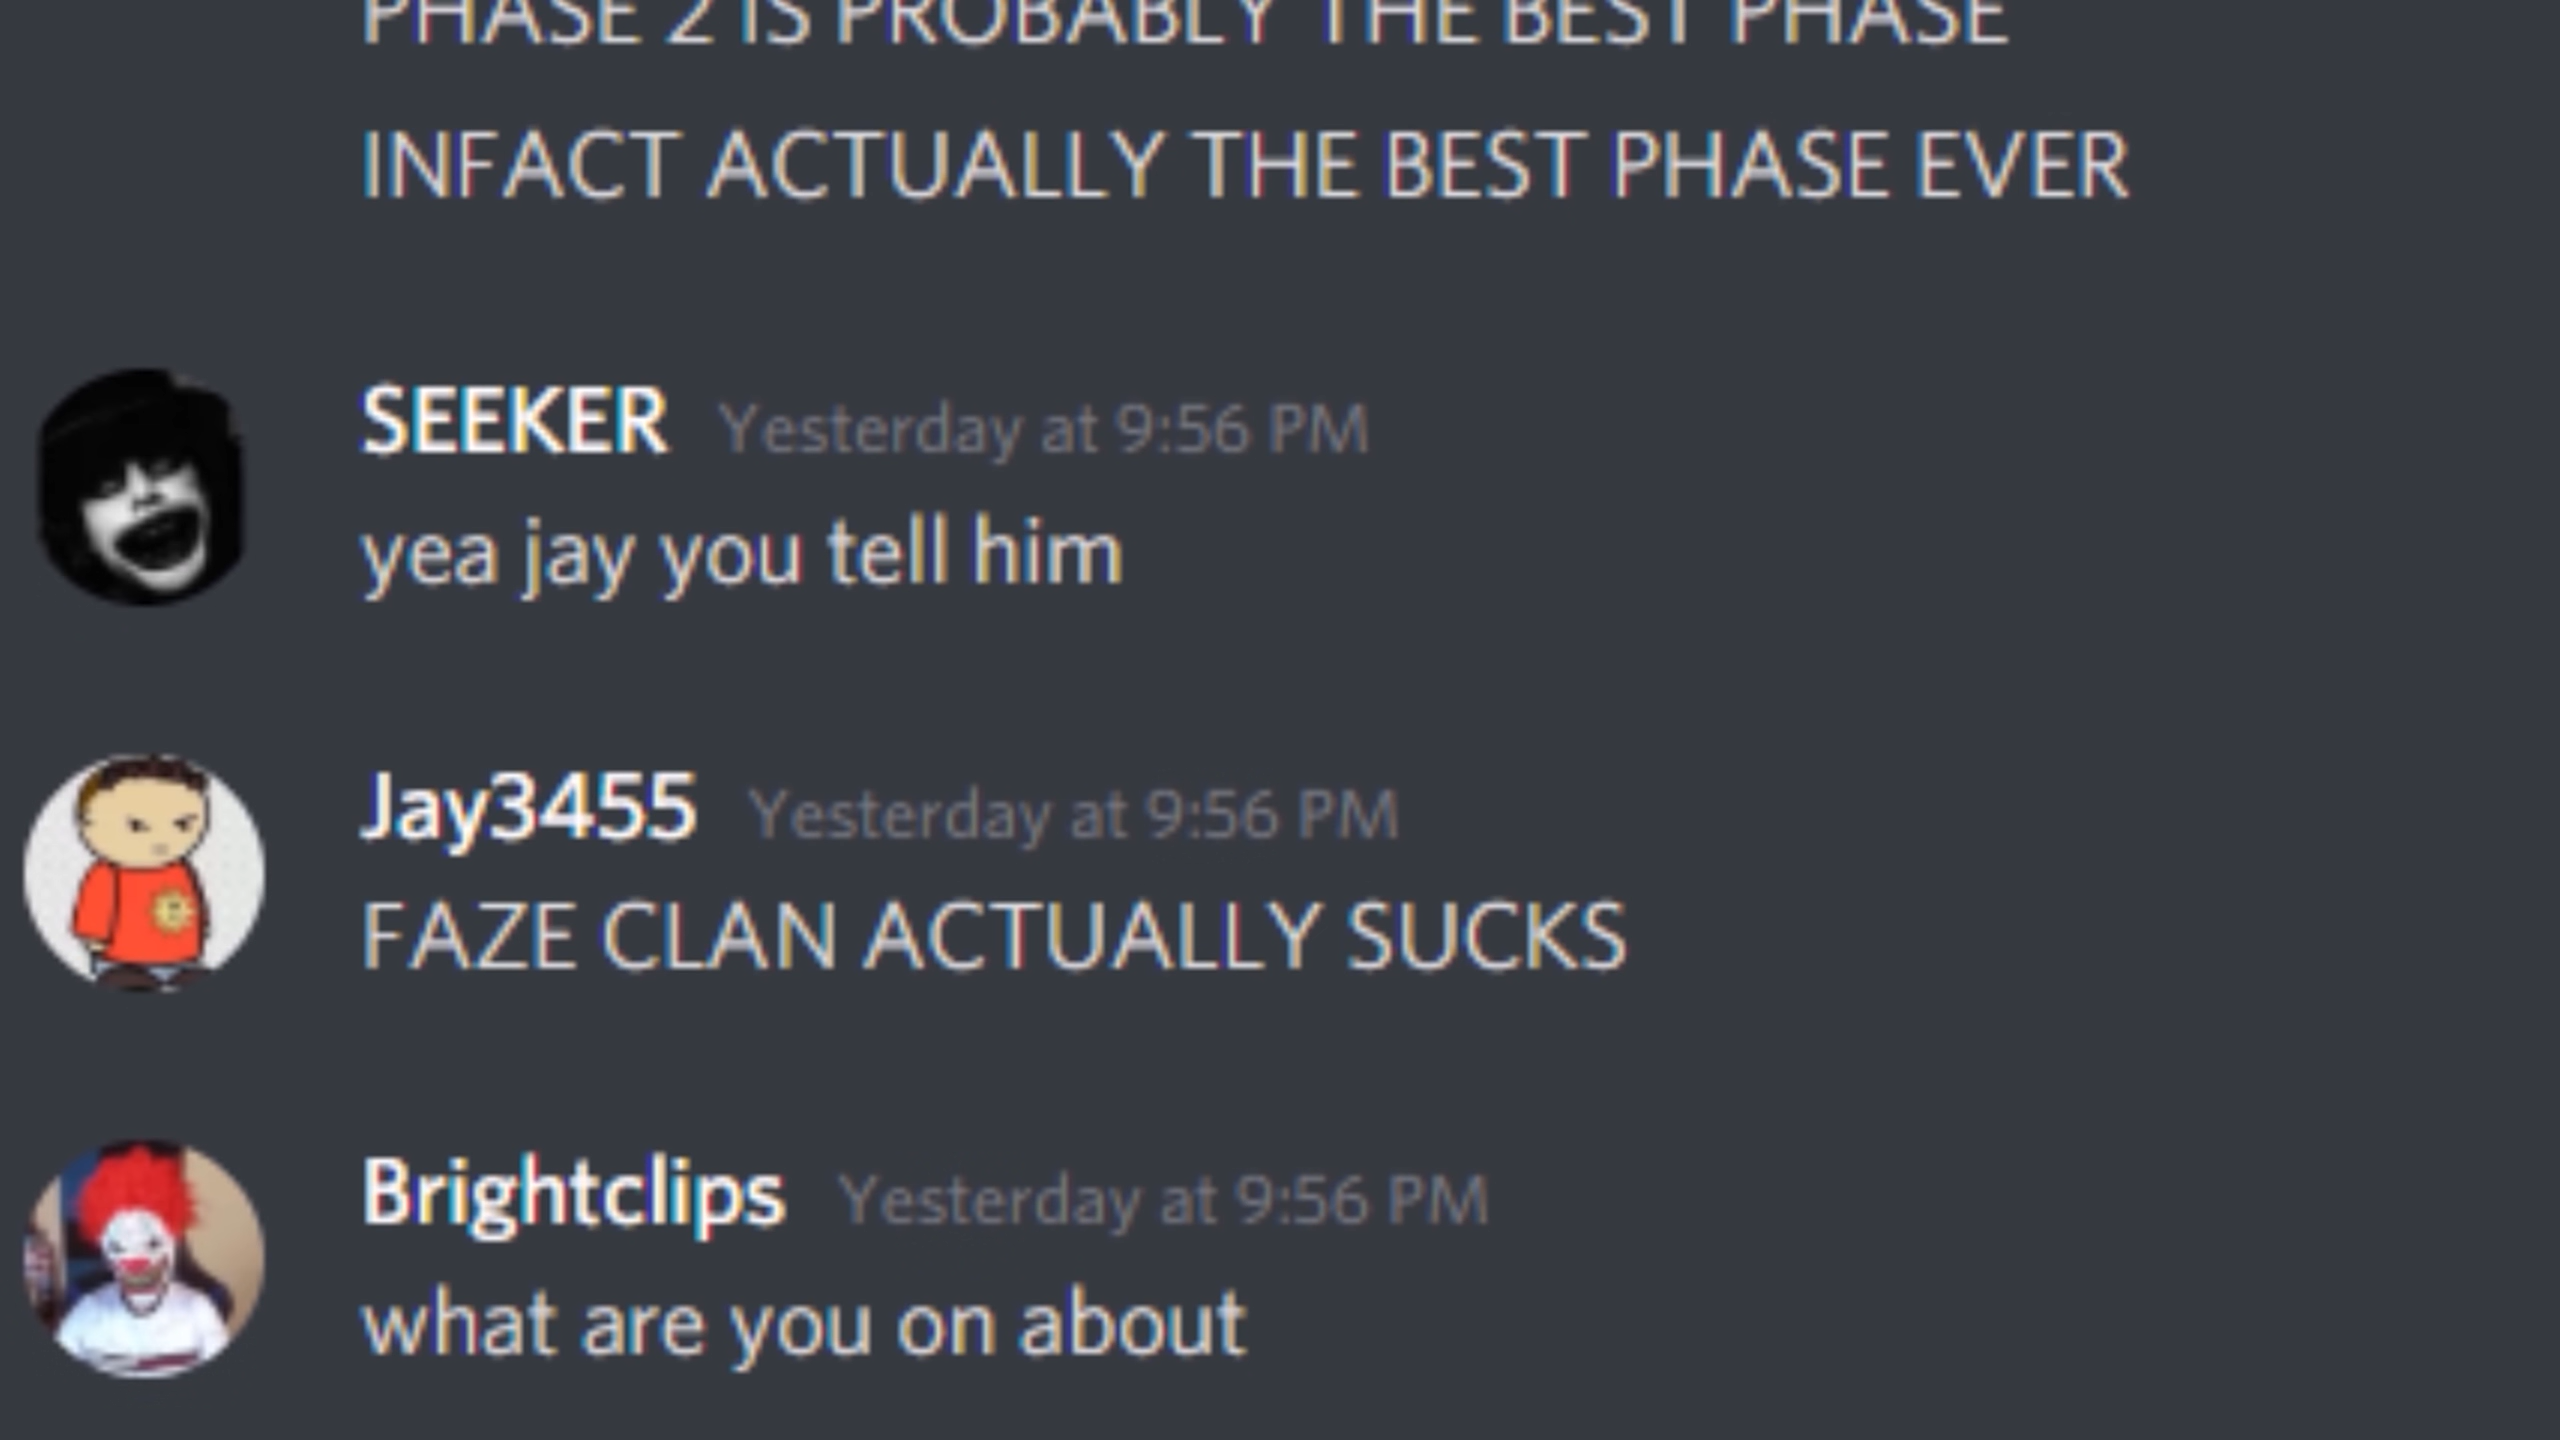 PHASE 2 IS PROBABLY THE BEST PHASE
INFACT ACTUALLY THE BEST PHASE EVER
SEEKER Yesterday at 9:56 PM
yea jay you tell him
Jay3455 Yesterday at 9:56 PM
FAZE CLAN ACTUALLY SUCKS
Brightclips Yesterday at 9:56 PM
what are you on about